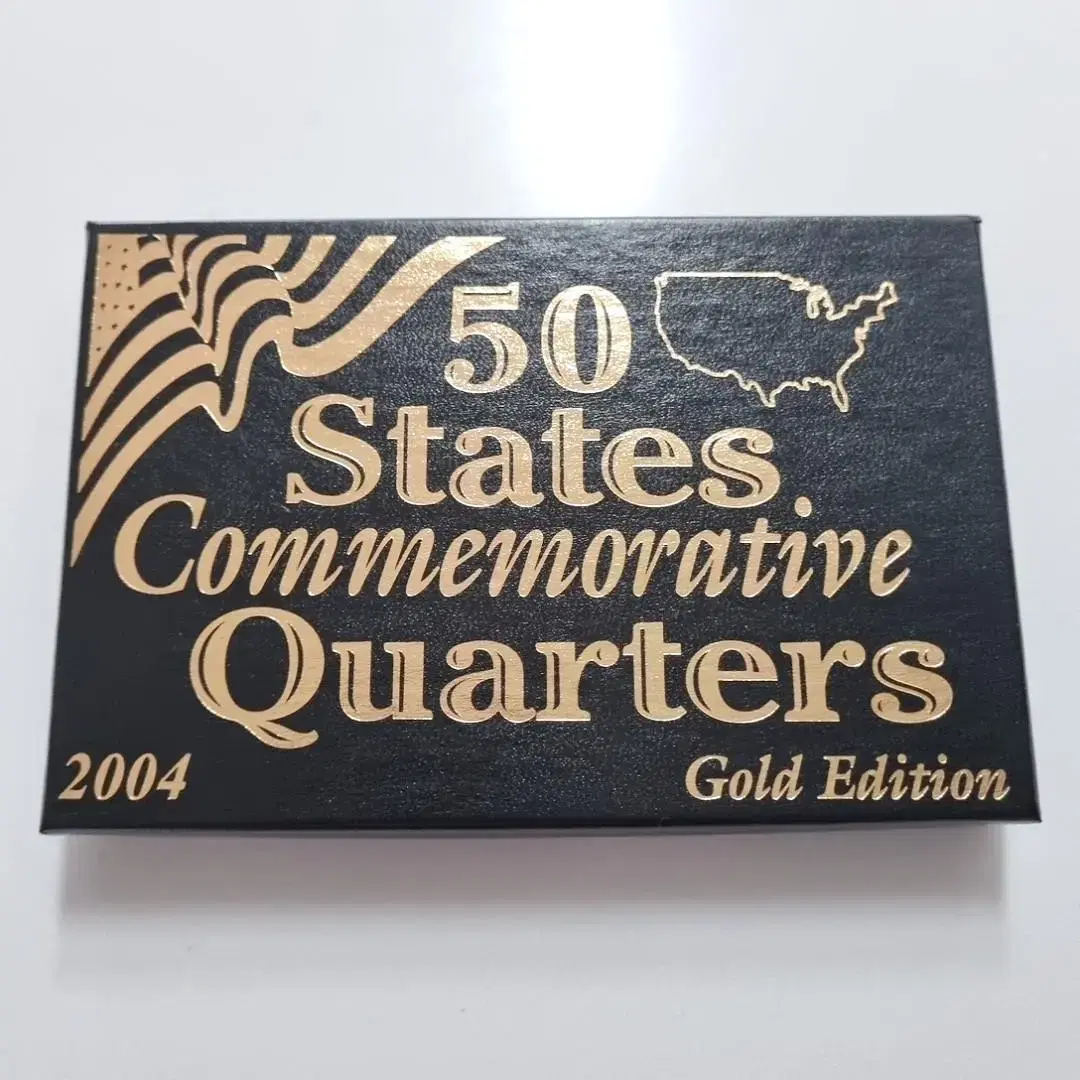 50
States
Commemorative
Quarters
2004
Gold Edition